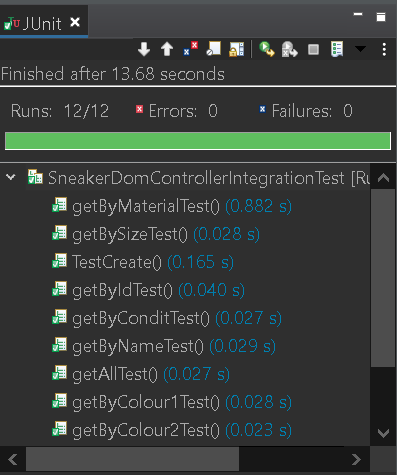 JUnit
Finished after 13.68 seconds
Runs: 12/12 Errors: 0 Failures: 0
SneakerDomControllerIntegrationTest [Ru
getByMaterialTest() (0.882 s)
getBySizeTest() (0.028 s)
TestCreate() (0.165 s)
getByIdTest() (0.040 s)
getByConditTest() (0.027 s)
getByNameTest() (0.029 s)
getAllTest() (0.027 s)
getByColour1Test() (0.028 s)
getByColour2Test() (0.023 s)